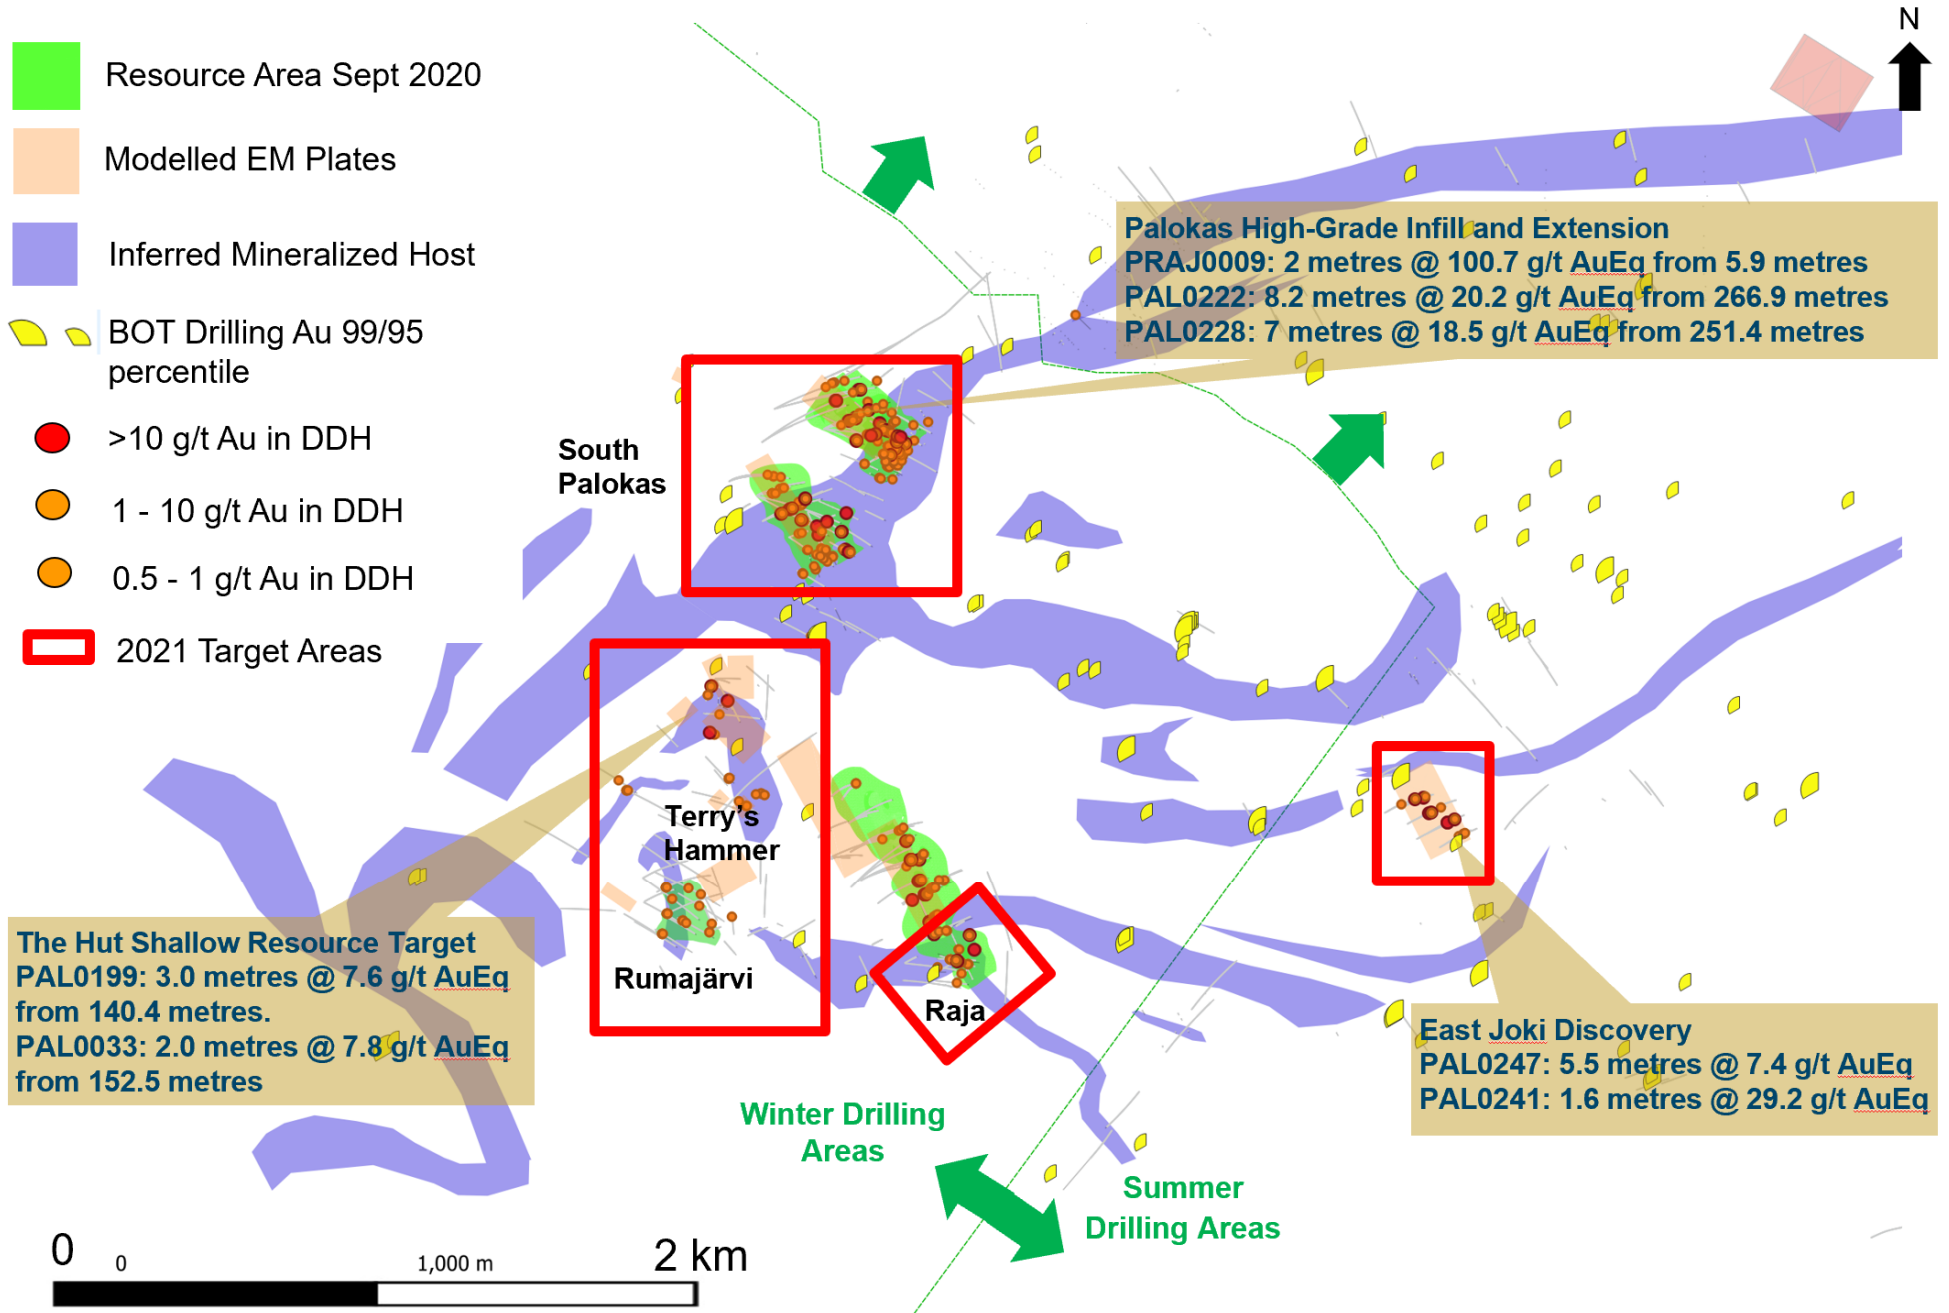 N
Resource Area Sept 2020
Modelled EM Plates
Inferred Mineralized Host
BOT Drilling Au 99/95
percentile
>10 g/t Au in DDH
1 - 10 g/t Au in DDH
0.5 - 1 g/t Au in DDH
2021 Target Areas
Palokas High-Grade Infill and Extension
PRAJ0009: 2 metres @ 100.7 g/t AuEq from 5.9 metres
PAL0222: 8.2 metres @ 20.2 g/t AuEq from 266.9 metres
PAL0228: 7 metres @ 18.5 g/t AuEq from 251.4 metres
South
Palokas
Terry's
Hammer
Rumajärvi
Raja
The Hut Shallow Resource Target
PAL0199: 3.0 metres @ 7.6 g/t AuEq
from 140.4 metres.
PAL0033: 2.0 metres @ 7.8 g/t AuEq
from 152.5 metres
East Joki Discovery
PAL0247: 5.5 metres @ 7.4 g/t AuEq
PAL0241: 1.6 metres @ 29.2 g/t AuEq
Winter Drilling
Areas
Summer
Drilling Areas
0 2 km
0 1,000 m